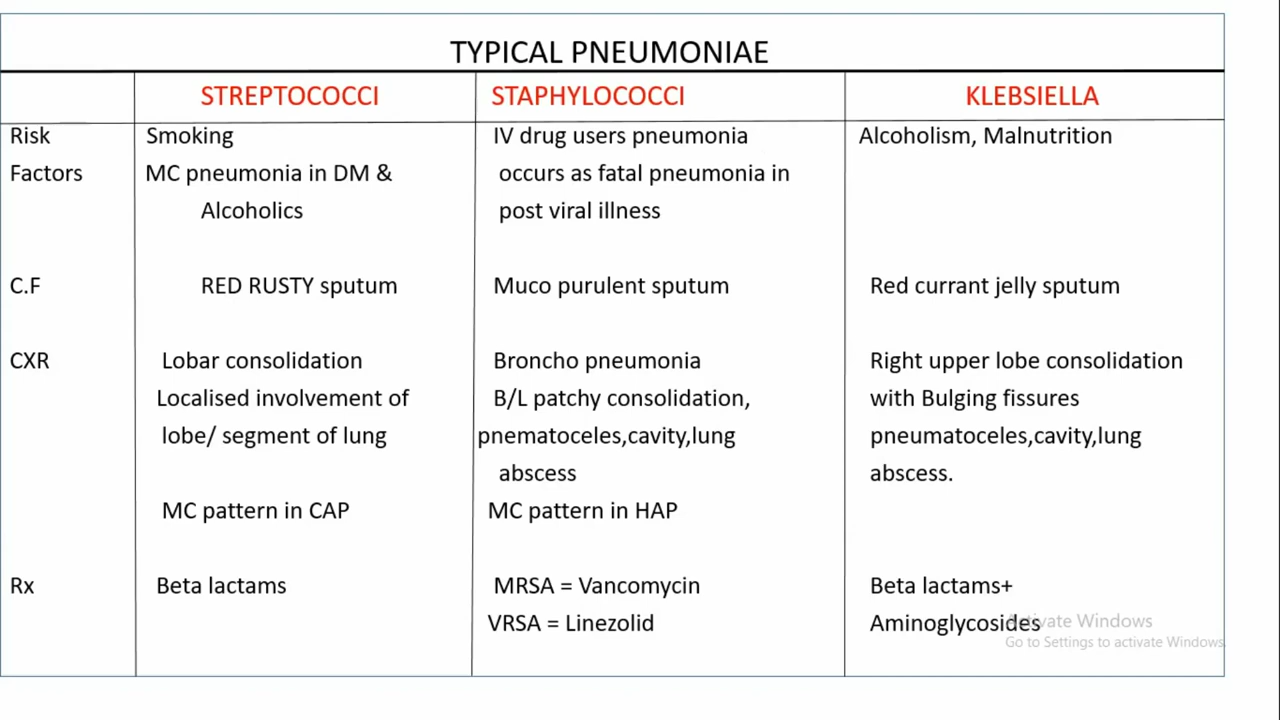 TYPICAL PNEUMONIAE
STREPTOCOCCI STAPHYLOCOCCI KLEBSIELLA
Risk Smoking IV drug users pneumonia Alcoholism, Malnutrition
Factors MC pneumonia in DM & occurs as fatal pneumonia in
Alcoholics post viral illness
C.F RED RUSTY sputum Muco purulent sputum Red currant jelly sputum
CXR Lobar consolidation Broncho pneumonia Right upper lobe consolidation
Localised involvement of B/L patchy consolidation, with Bulging fissures
lobe/ segment of lung pnematoceles,cavity,lung pneumatoceles,cavity,lung
abscess abscess.
MC pattern in CAP MC pattern in HAP
Rx Beta lactams MRSA = Vancomycin Beta lactams+
VRSA = Linezolid Aminoglycosides
Activate Windows
Go to Settings to activate Windows.